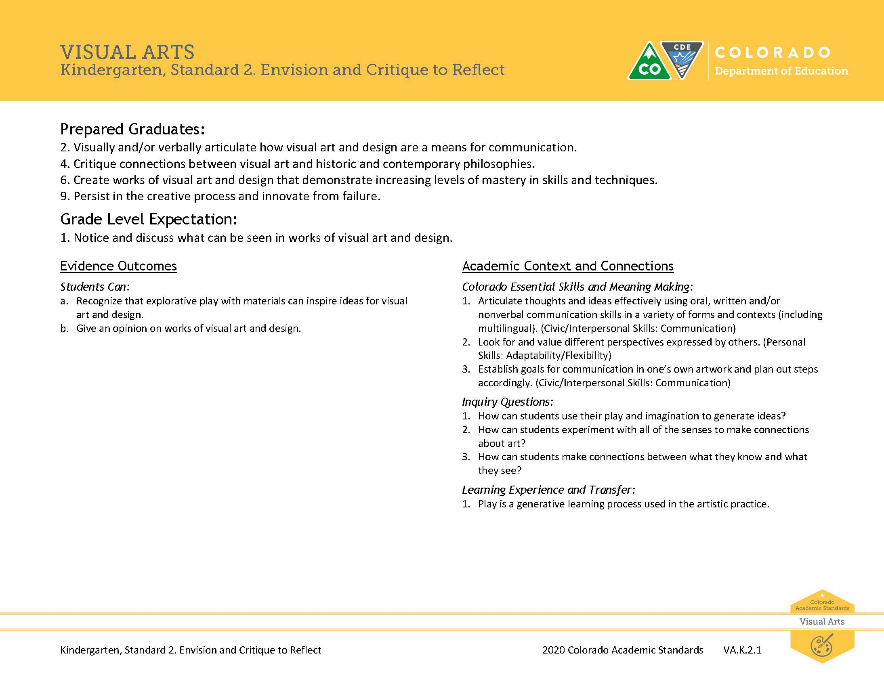 VISUAL ARTS
Kindergarten, Standard 2. Envision and Critique to Reflect
CDE
CO
COLORADO
Department of Education
Prepared Graduates:
2. Visually and/or verbally articulate how visual art and design are a means for communication.
4. Critique connections between visual art and historic and contemporary philosophies.
6. Create works of visual art and design that demonstrate increasing levels of mastery in skills and techniques.
9. Persist in the creative process and innovate from failure.
Grade Level Expectation:
1. Notice and discuss what can be seen in works of visual art and design.
Evidence Outcomes
Students Can:
a. Recognize that explorative play with materials can inspire ideas for visual
art and design.
b. Give an opinion on works of visual art and design.
Academic Context and Connections
Colorado Essential Skills and Meaning Making:
1. Articulate thoughts and ideas effectively using oral, written and/or
nonverbal communication skills in a variety of forms and contexts (including
multilingual}. (Civic/Interpersonal Skills: Communication)
2. Look for and value different perspectives expressed by others. (Personal
Skills: Adaptability/Flexibility)
3. Establish goals for communication in one’s own artwork and plan out steps
accordingly. (Civic/Interpersonal Skills: Communication)
Inquiry Questions:
1. How can students use their play and imagination to generate ideas?
2. How can students experiment with all of the senses to make connections
about art?
3. How can students make connections between what they know and what
they see?
Learning Experience and Transfer:
1. Play is a generative learning process used in the artistic practice.
Colorado
Academic Standards
Visual Arts
Kindergarten, Standard 2. Envision and Critique to Reflect
2020 Colorado Academic Standards VA.K.2.1